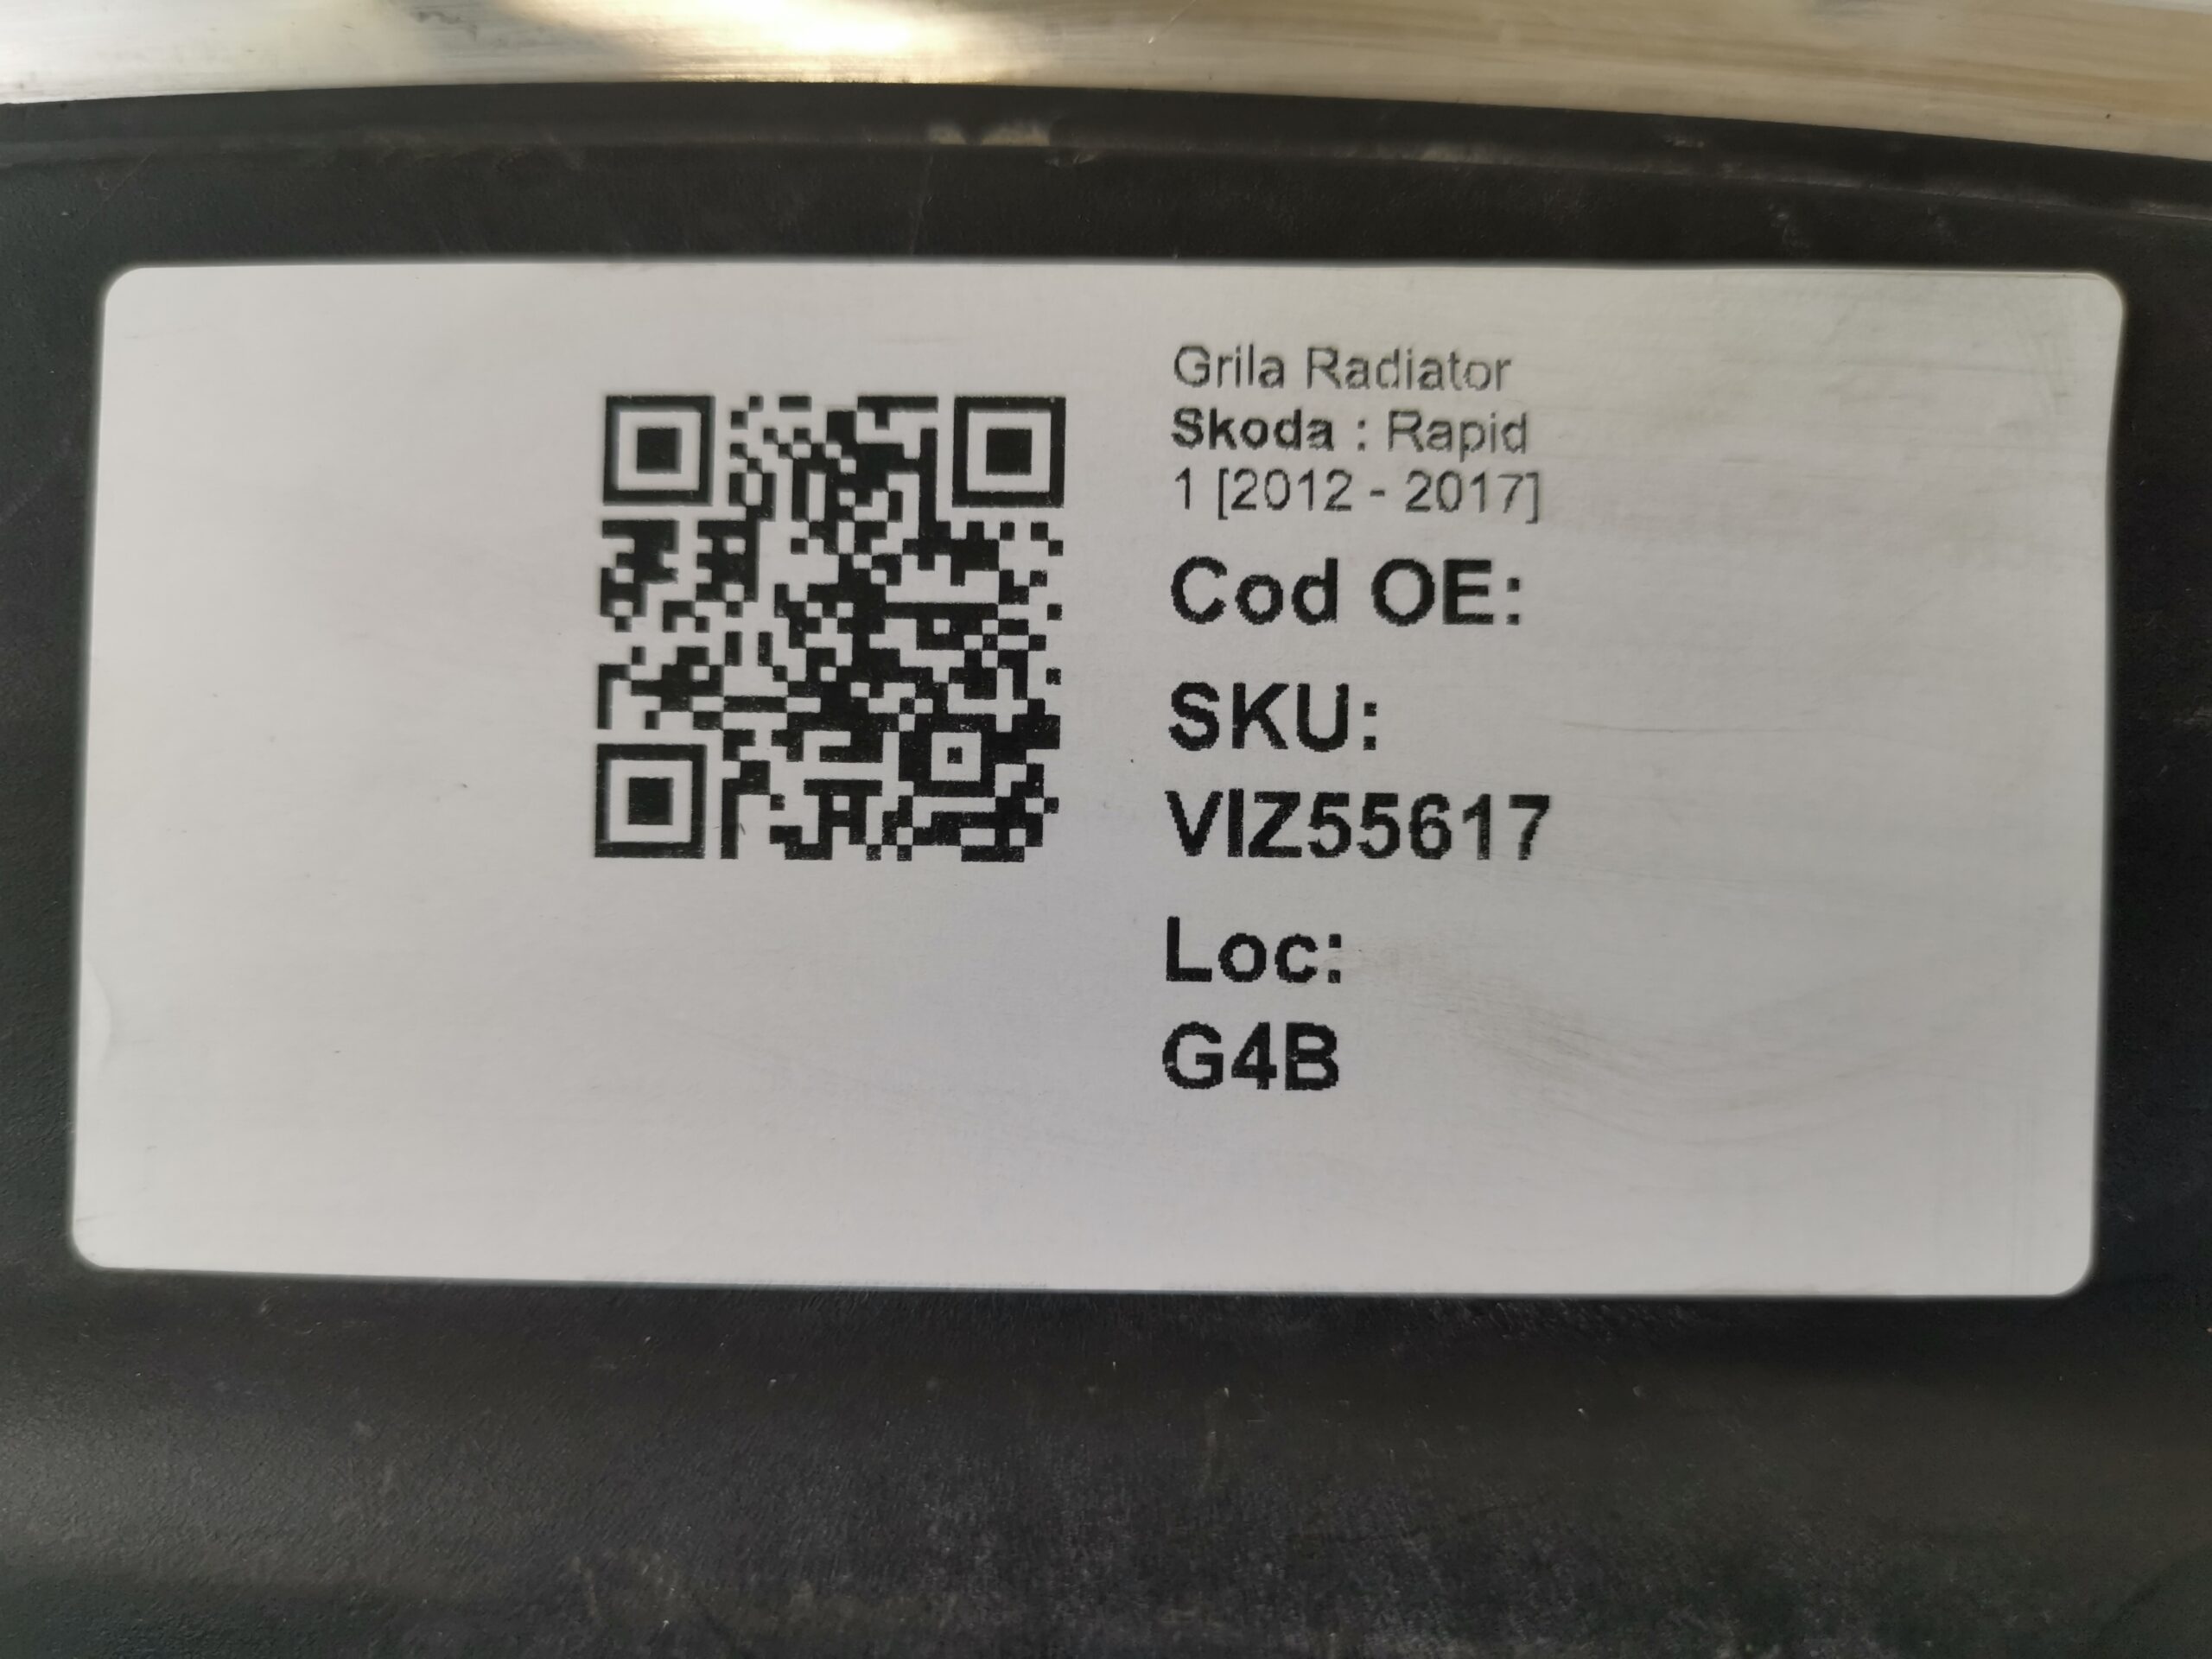 Grila Radiator
Skoda : Rapid
1 [2012 - 2017]
Cod OE:
SKU:
VIZ55617
Loc:
G4B